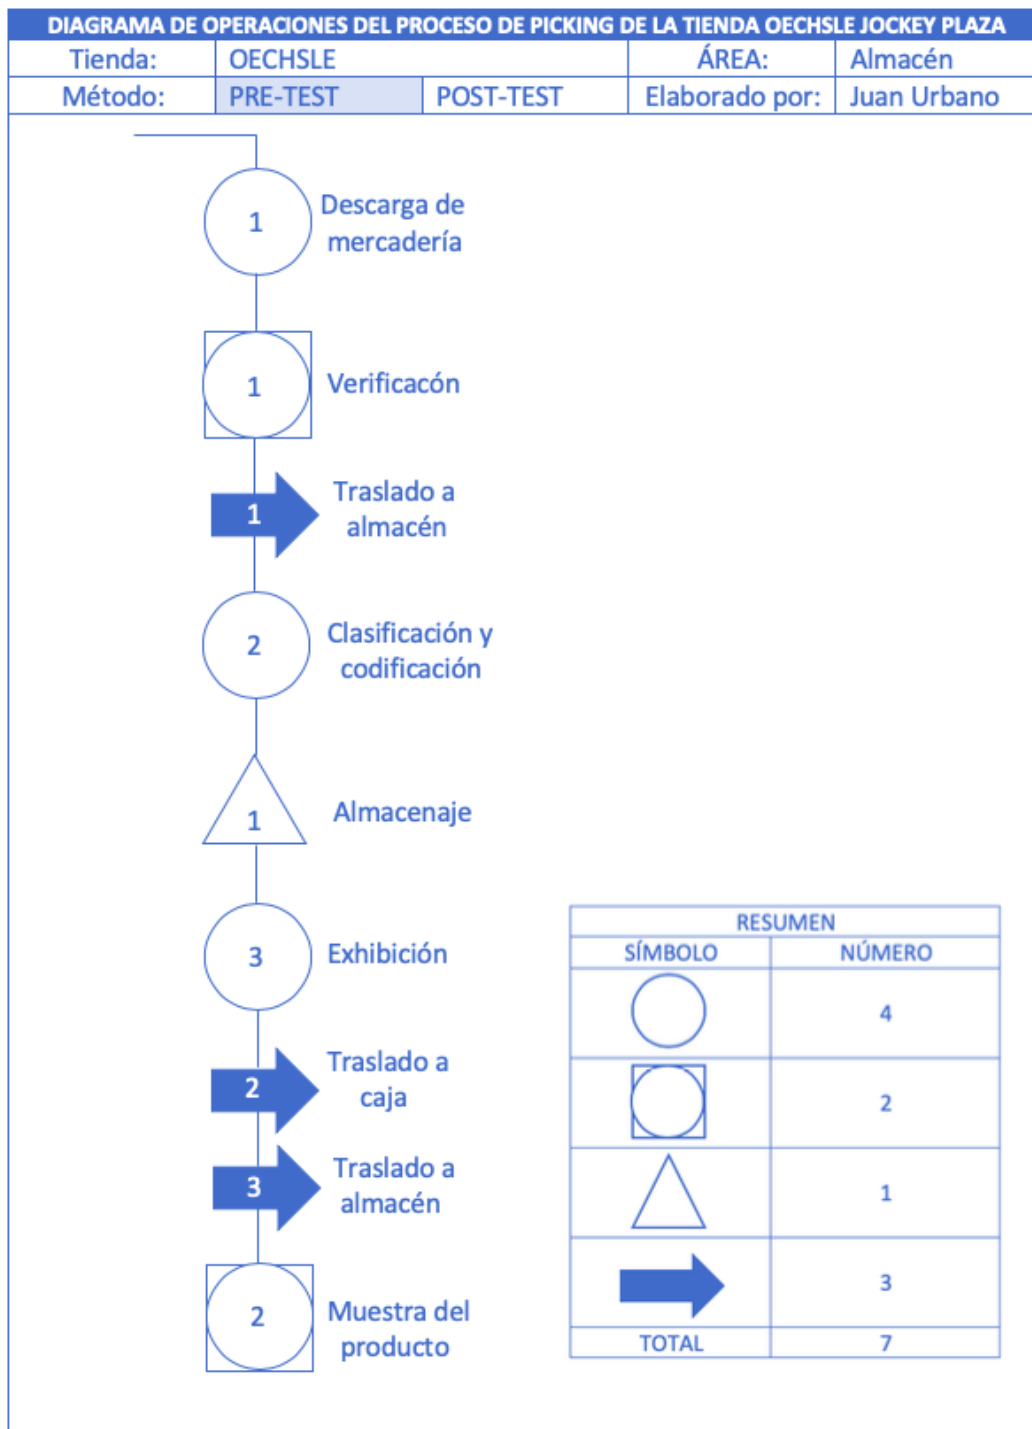 DIAGRAMA DE OPERACIONES DEL PROCESO DE PICKING DE LA TIENDA OECHSLE JOCKEY PLAZA
Tienda: OECHSLE ÁREA: Almacén
Método: PRE-TEST POST-TEST Elaborado por: Juan Urbano
1
Descarga de
mercadería
1
Verificacón
1
Traslado a
almacén
2
Clasificación y
codificación
1
Almacenaje
3
Exhibición
2
Traslado a
caja
3
Traslado a
almacén
2
Muestra del
producto
RESUMEN
SÍMBOLO NÚMERO
4
2
1
3
TOTAL 7